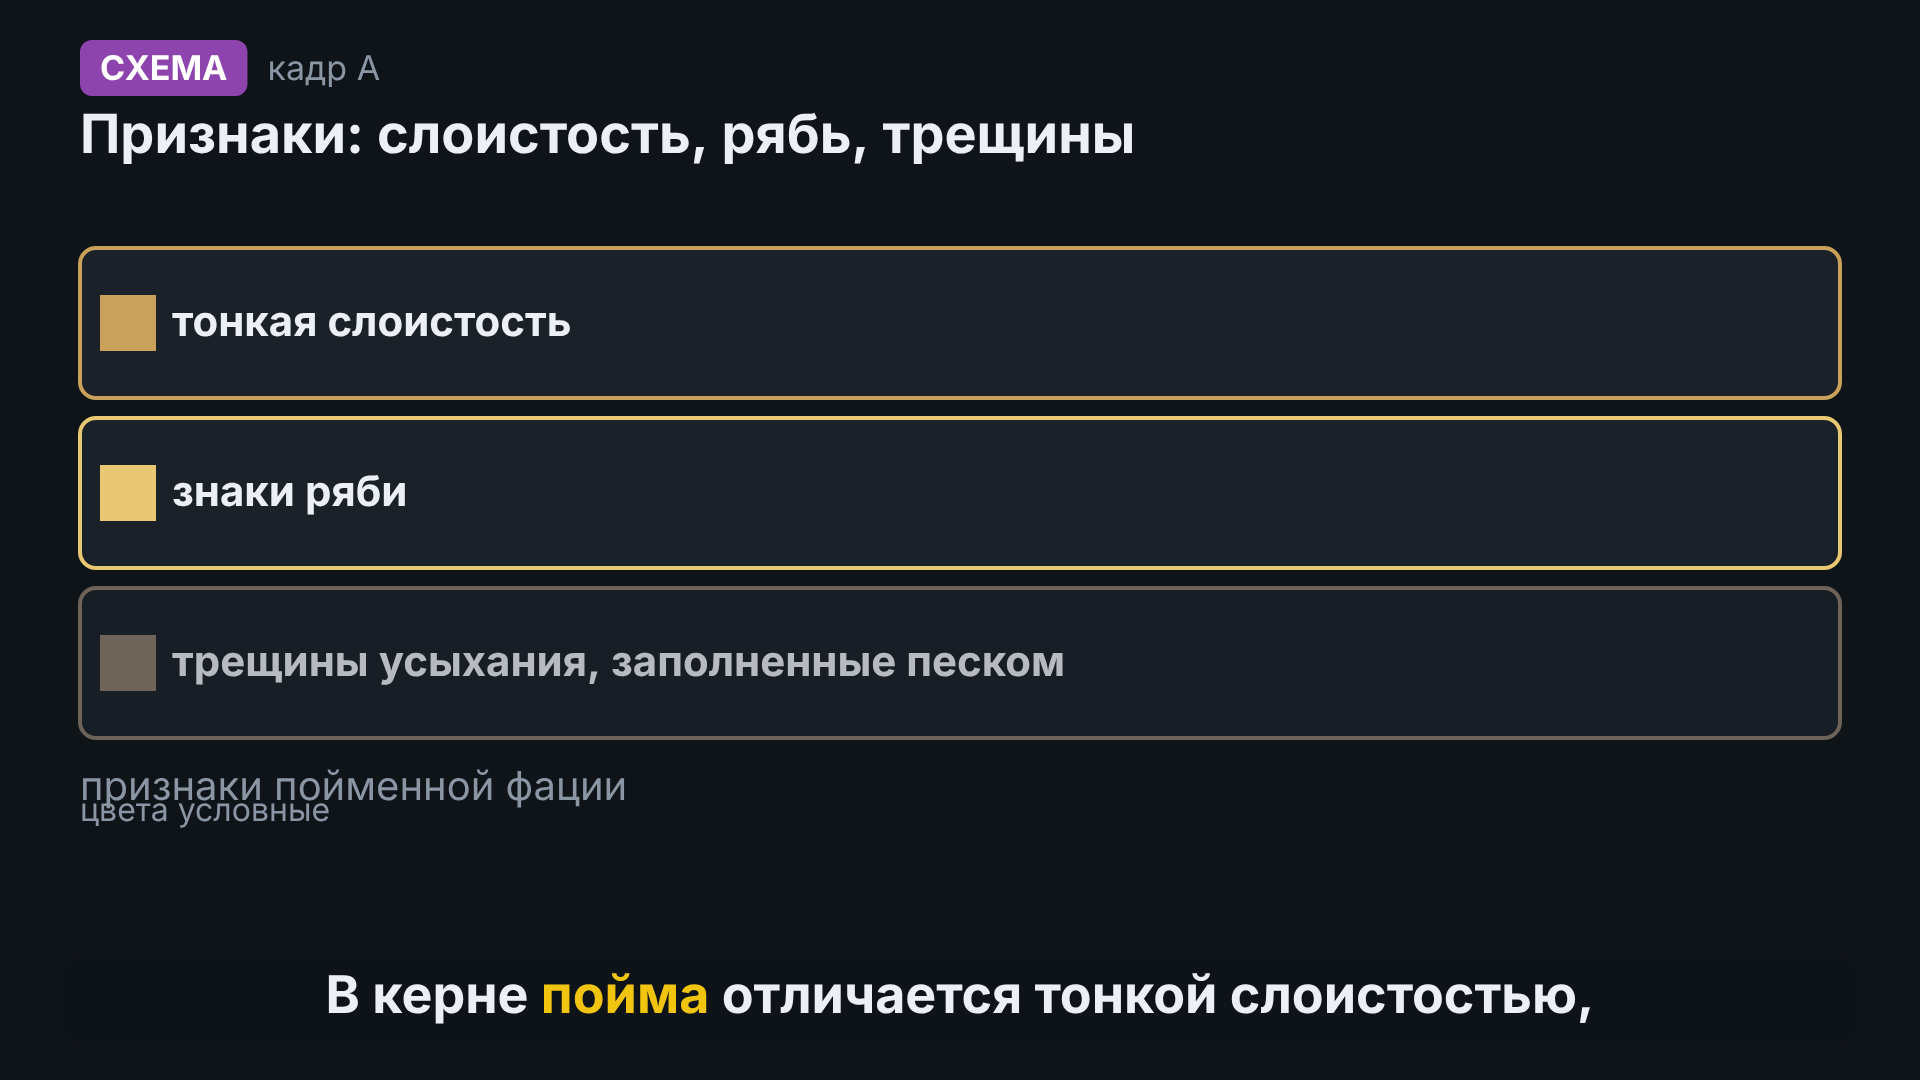 СХЕМА кадр А
Признаки: слоистость, рябь, трещины
тонкая слоистость
знаки ряби
трещины усыхания, заполненные песком
признаки пойменной фации
цвета условные
В керне пойма отличается тонкой слоистостью,